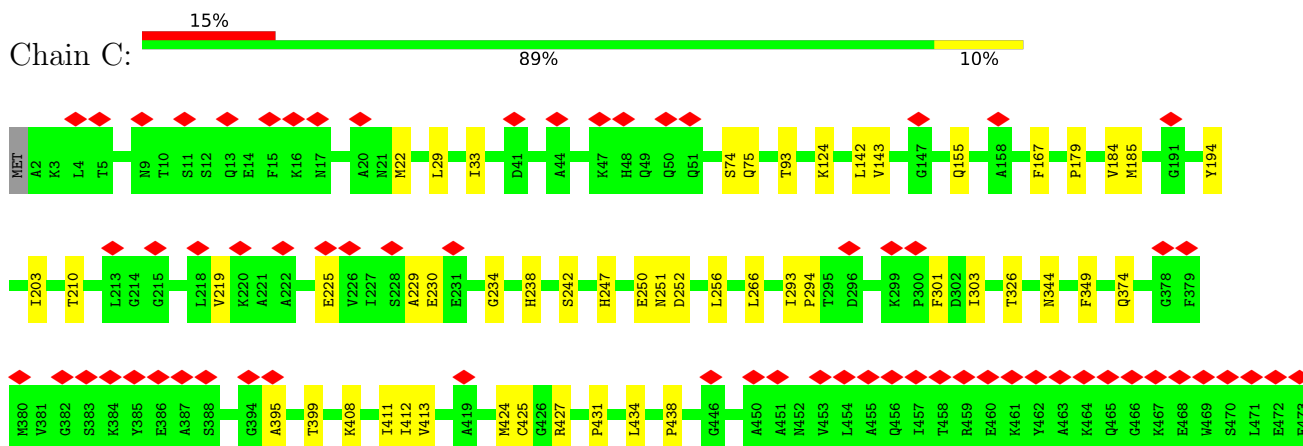 15%
Chain C:
89% 10%
MET A2 K3 L4 T5 N9 T10 S11 S12 Q13 E14 F15 K16 N17 A20 N21 M22 L29 I33 D41 A44 K47 H48 Q49 Q50 Q51 S74 Q75 T93 K124 L142 V143 G147 Q155 A158 F167 P179 V184 M185 G191 Y194
I203 T210 L213 G214 G215 L218 V219 K220 A221 A222 E225 V226 I227 S228 A229 E230 E231 G234 H238 S242 H247 E250 N251 D252 L256 L266 I293 P294 T295 D296 K299 P300 F301 D302 I303 T326 N344 F349 Q374 G378 F379
M380 V381 G382 S383 K384 Y385 E386 A387 S388 G394 A395 T399 K408 I411 I412 V413 A419 M424 C425 G426 R427 P431 L434 P438 G446 A450 A451 N452 V453 L454 A455 Q456 I457 T458 R459 E460 K461 Y462 A463 K464 Q465 G466 K467 E468 W469 S470 L471 E472